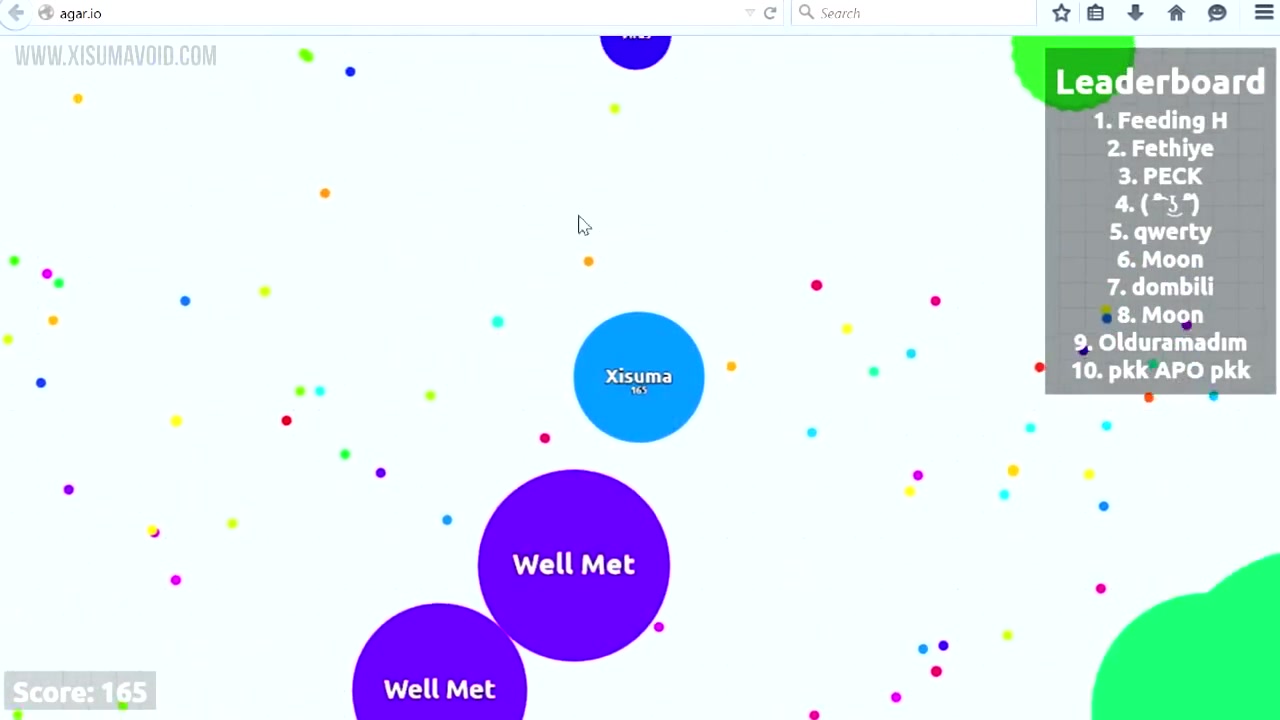 agar.io
Search
WWW.XISUMAVOID.COM
Leaderboard
1. Feeding H
2. Fethiye
3. PECK
4. ( ͡° ͜ʖ ͡°)
5. qwerty
6. Moon
7. dombili
8. Moon
9. Olduramadım
10. pkk APO pkk
Xisuma
165
Well Met
Well Met
Score: 165